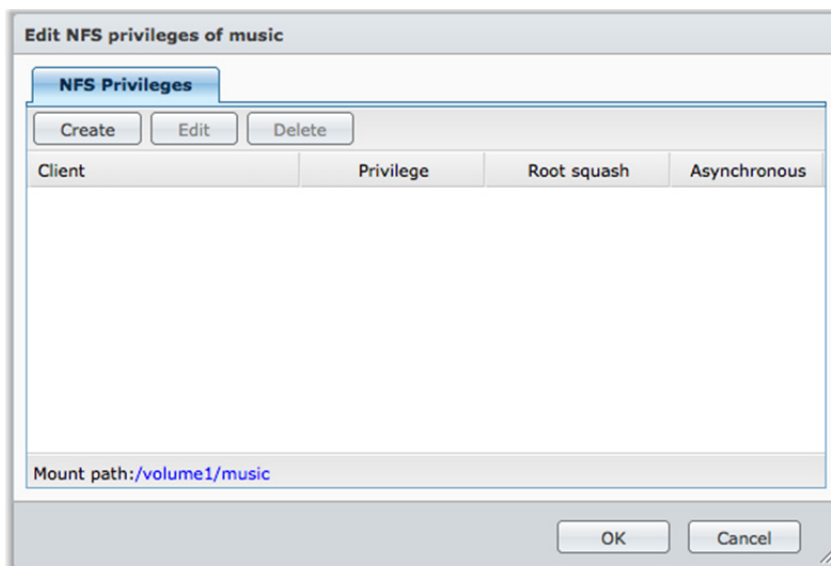 Edit NFS privileges of music
NFS Privileges
Create Edit Delete
Client Privilege Root squash Asynchronous
Mount path:/volume1/music
OK Cancel